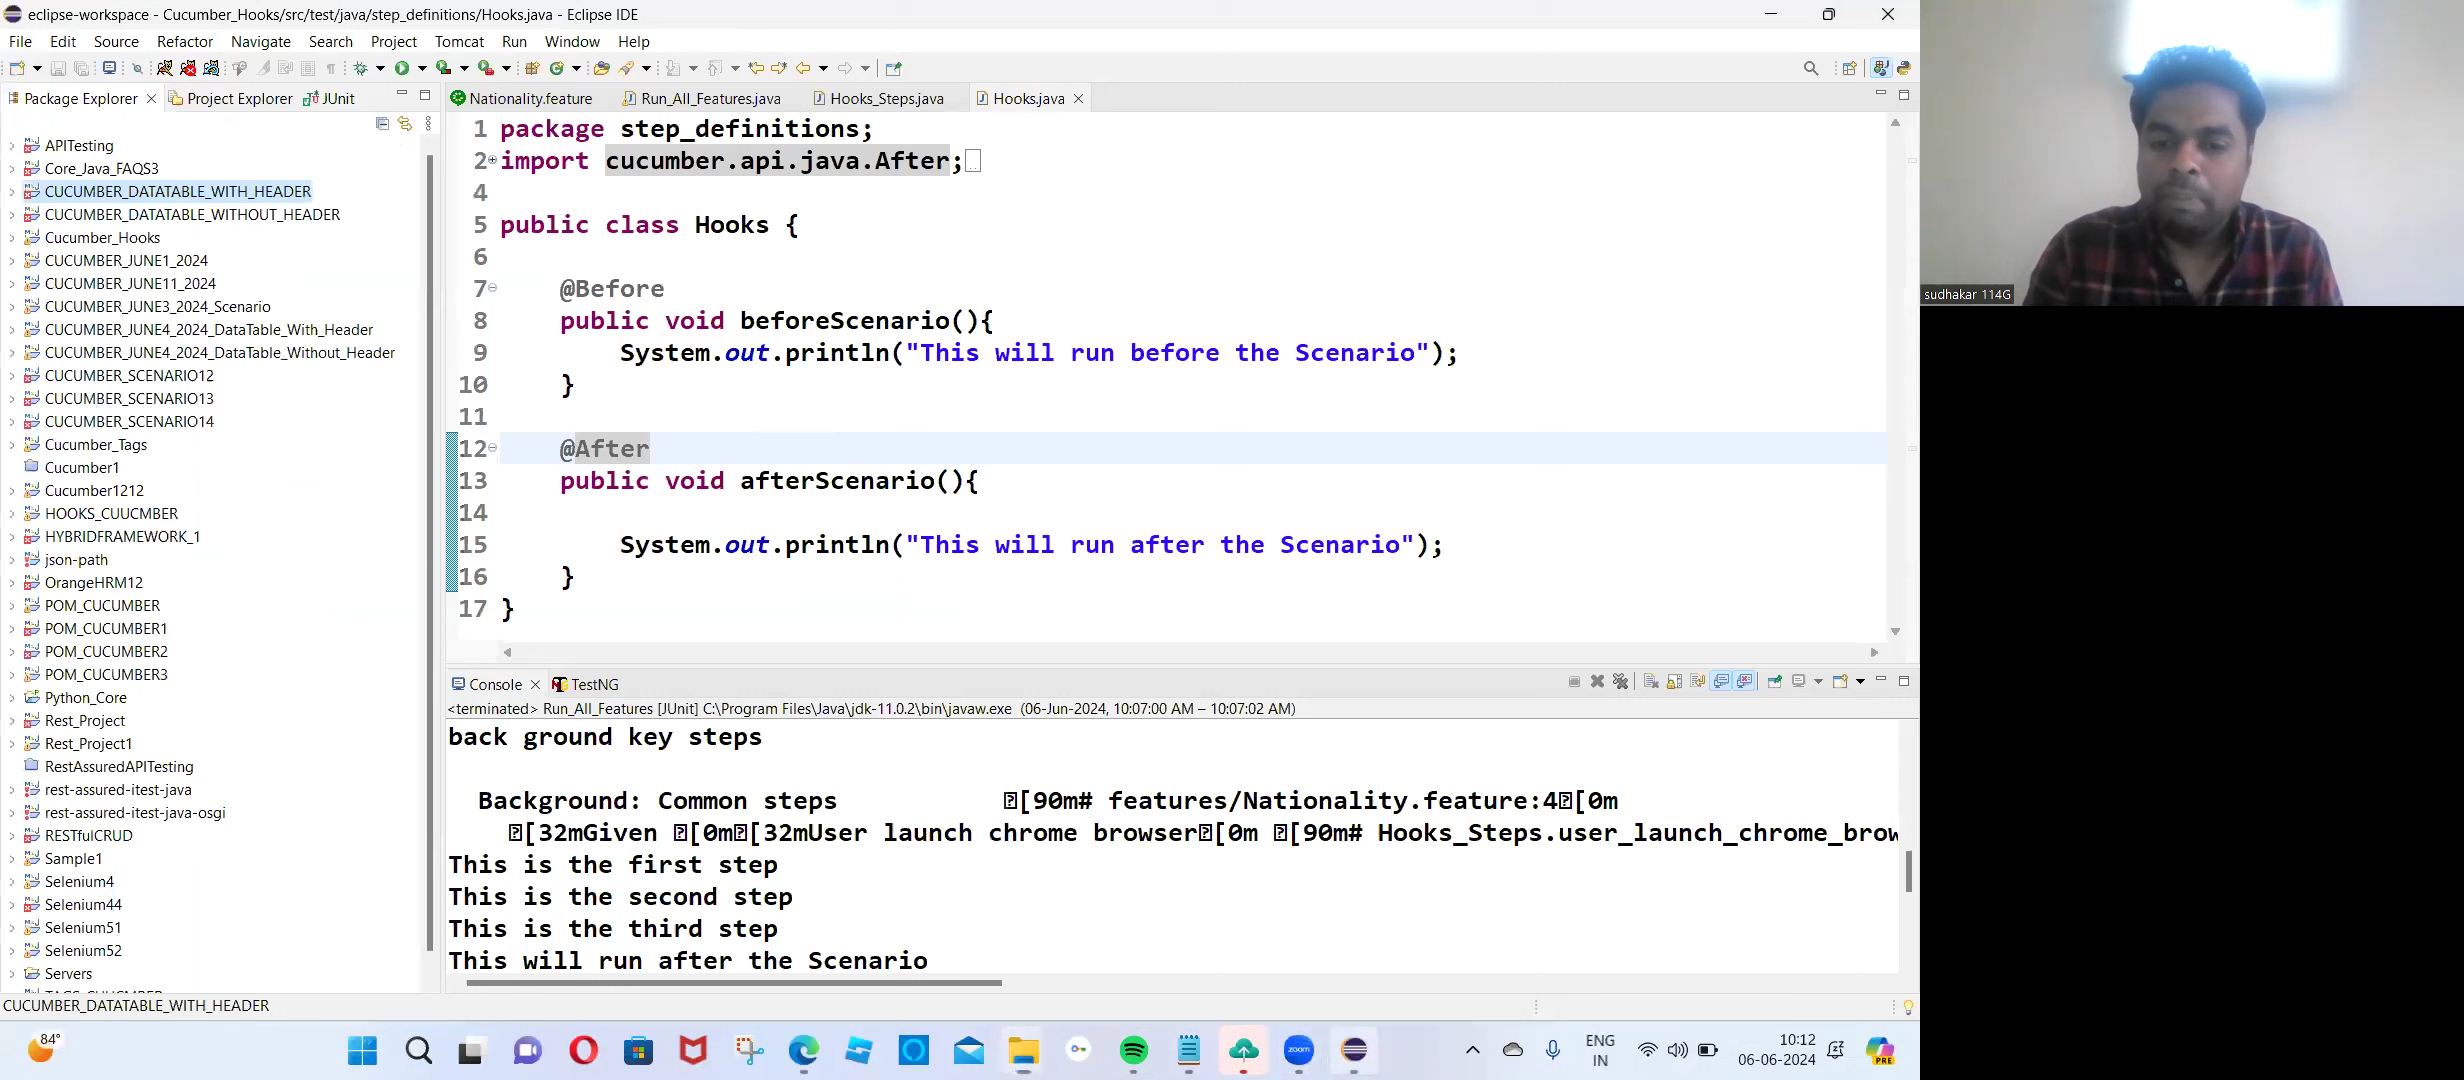 eclipse-workspace - Cucumber_Hooks/src/test/java/step_definitions/Hooks.java - Eclipse IDE
File Edit Source Refactor Navigate Search Project Tomcat Run Window Help
Package Explorer Project Explorer JUnit
Nationality.feature Run_All_Features.java Hooks_Steps.java Hooks.java
APITesting
Core_Java_FAQS3
CUCUMBER_DATATABLE_WITH_HEADER
CUCUMBER_DATATABLE_WITHOUT_HEADER
Cucumber_Hooks
CUCUMBER_JUNE1_2024
CUCUMBER_JUNE11_2024
CUCUMBER_JUNE3_2024_Scenario
CUCUMBER_JUNE4_2024_DataTable_With_Header
CUCUMBER_JUNE4_2024_DataTable_Without_Header
CUCUMBER_SCENARIO12
CUCUMBER_SCENARIO13
CUCUMBER_SCENARIO14
Cucumber_Tags
Cucumber1
Cucumber1212
HOOKS_CUUCMBER
HYBRIDFRAMEWORK_1
json-path
OrangeHRM12
POM_CUCUMBER
POM_CUCUMBER1
POM_CUCUMBER2
POM_CUCUMBER3
Python_Core
Rest_Project
Rest_Project1
RestAssuredAPITesting
rest-assured-itest-java
rest-assured-itest-java-osgi
RESTfulCRUD
Sample1
Selenium4
Selenium44
Selenium51
Selenium52
Servers
1 package step_definitions;
2 import cucumber.api.java.After;
4
5 public class Hooks {
6
7 @Before
8 public void beforeScenario(){
9 System.out.println("This will run before the Scenario");
10 }
11
12 @After
13 public void afterScenario(){
14
15 System.out.println("This will run after the Scenario");
16 }
17 }
Console TestNG
<terminated> Run_All_Features [JUnit] C:\Program Files\Java\jdk-11.0.2\bin\javaw.exe (06-Jun-2024, 10:07:00 AM – 10:07:02 AM)
back ground key steps
Background: Common steps [90m# features/Nationality.feature:4[0m
[32mGiven [0m[32mUser launch chrome browser[0m [90m# Hooks_Steps.user_launch_chrome_brow
This is the first step
This is the second step
This is the third step
This will run after the Scenario
CUCUMBER_DATATABLE_WITH_HEADER
sudhakar 114G
84°
zoom
ENG
IN
10:12
06-06-2024
PRE